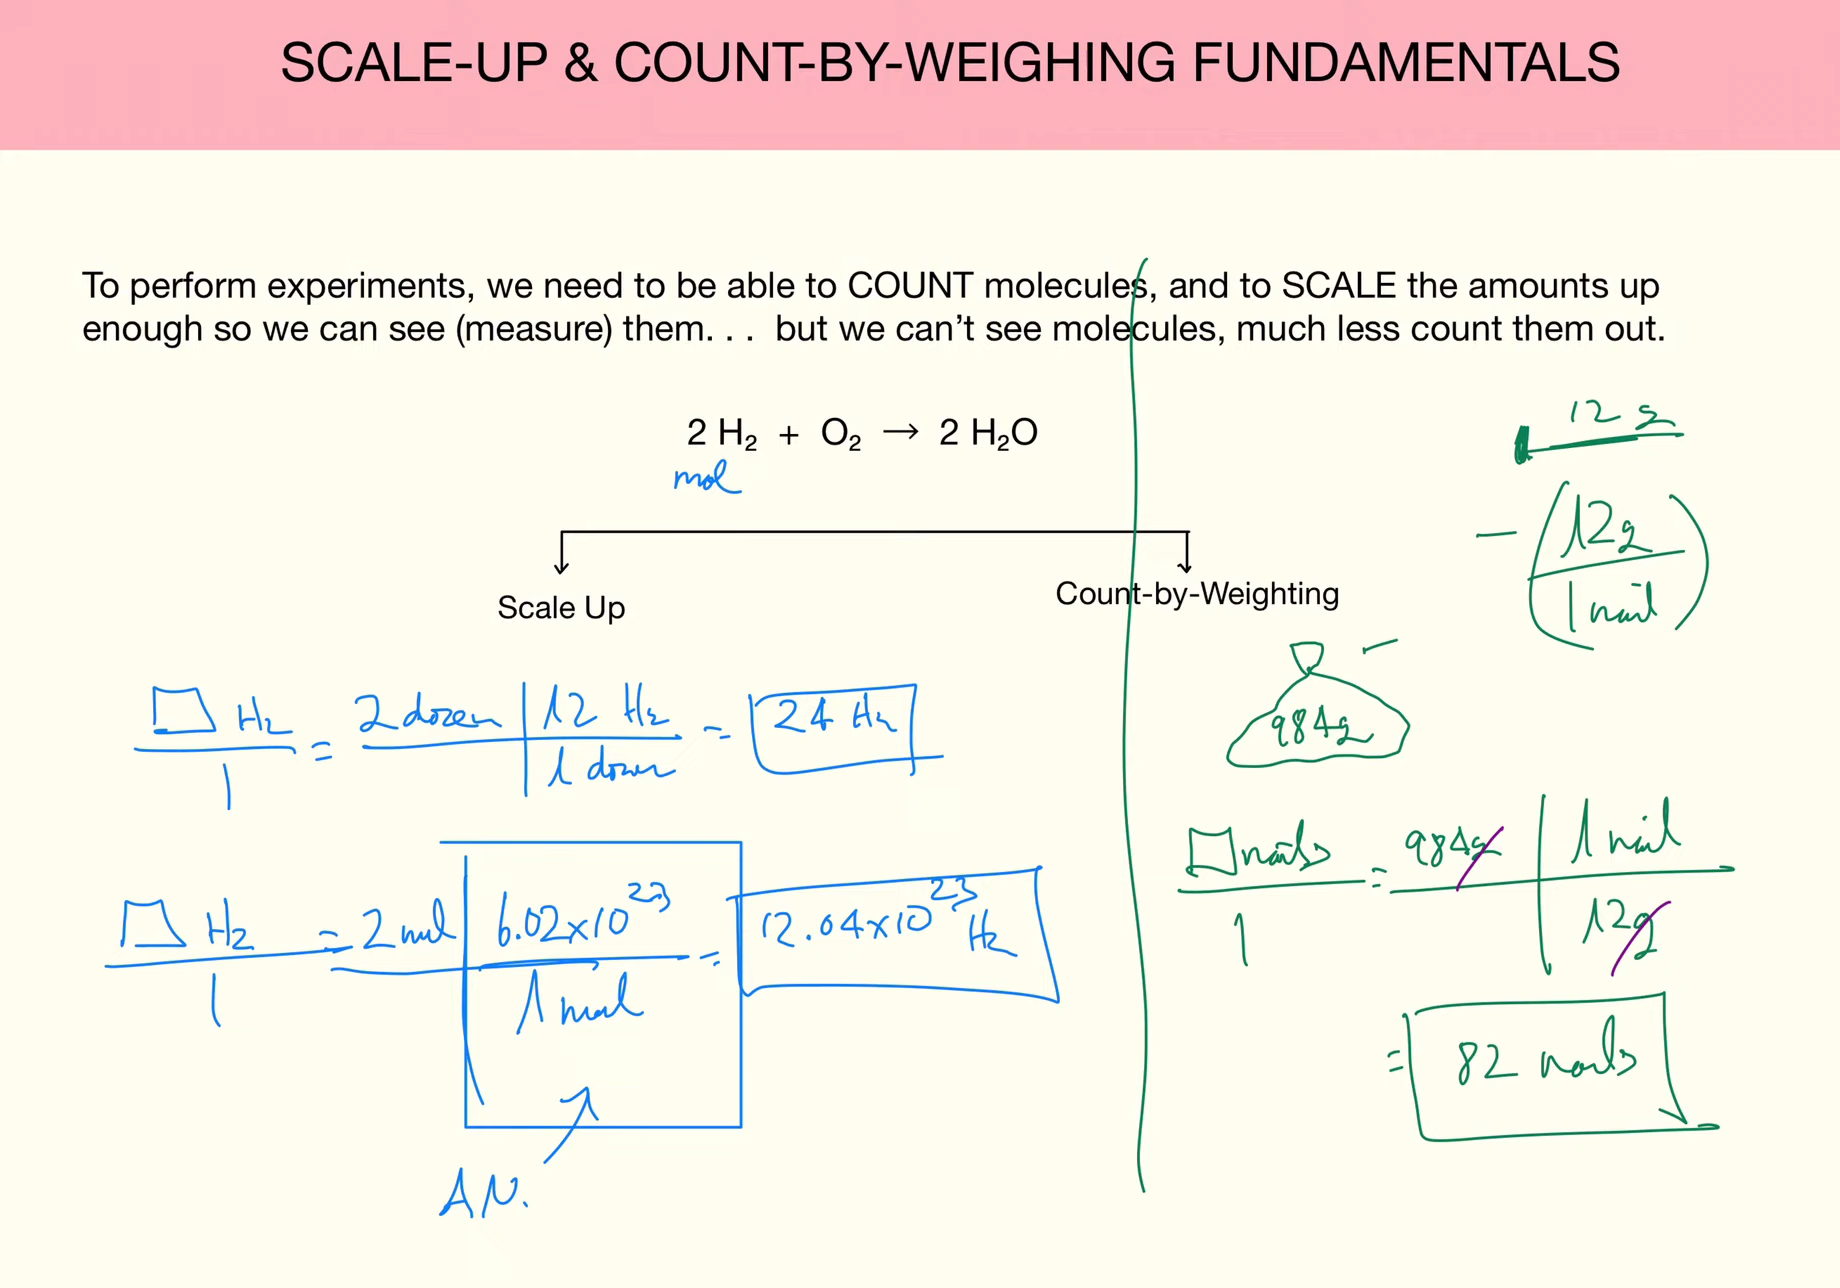 SCALE-UP & COUNT-BY-WEIGHING FUNDAMENTALS
To perform experiments, we need to be able to COUNT molecules, and to SCALE the amounts up
enough so we can see (measure) them. . . but we can't see molecules, much less count them out.
2 H₂ + O₂ → 2 H₂O
mol
Scale Up
□ H₂ / 1 = 2 dozen | 12 H₂ / 1 dozen = 24 H₂
□ H₂ / 1 = 2 mol | 6.02x10²³ / 1 mol = 12.04x10²³ H₂
A.N.
Count-by-Weighting
12 g
— (12g / 1 nail)
984g
□ nails / 1 = 984g | 1 nail / 12g
= 82 nails